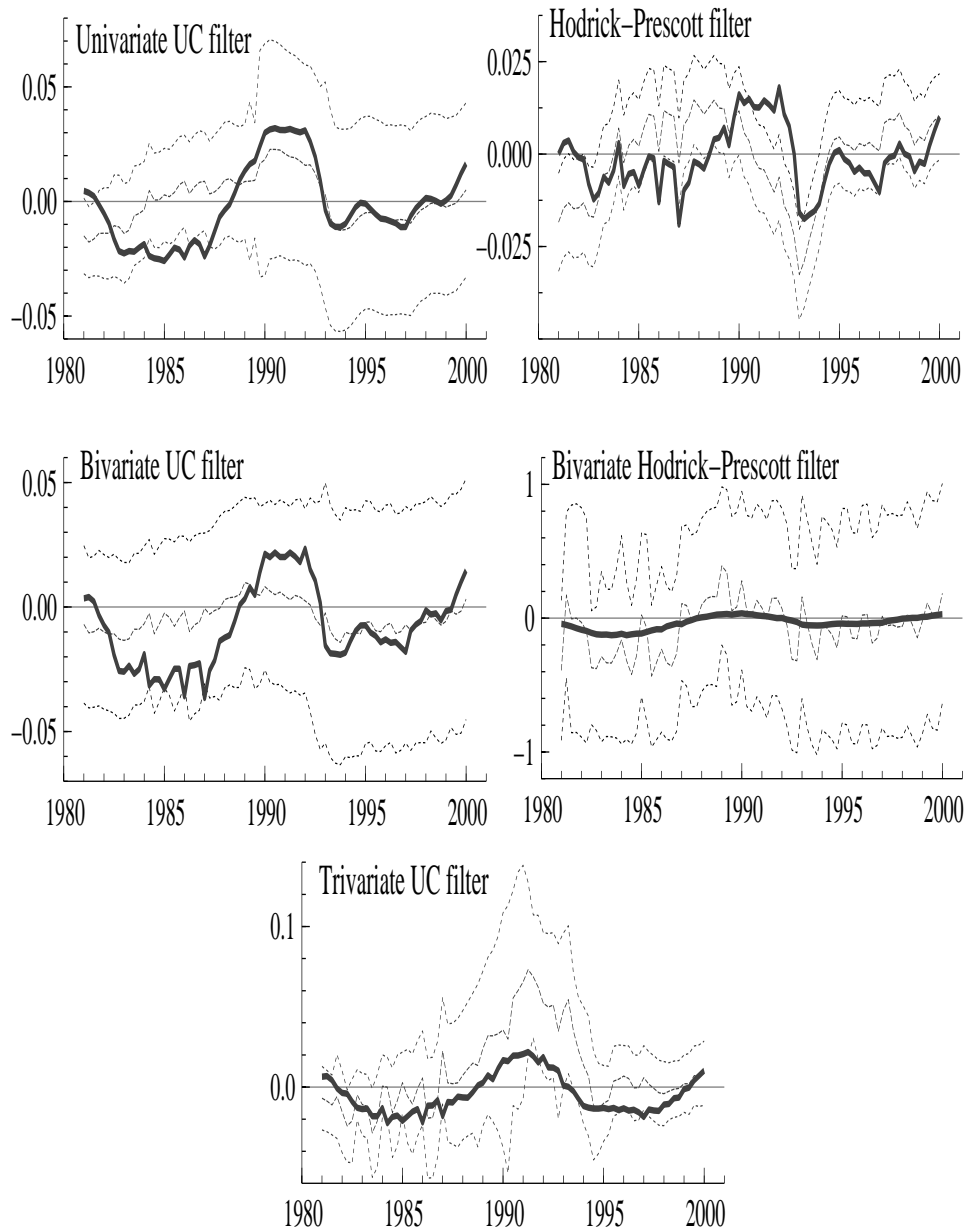 Univariate UC filter
0.05
0.00
−0.05
1980 1985 1990 1995 2000
Hodrick−Prescott filter
0.025
0.000
−0.025
1980 1985 1990 1995 2000
Bivariate UC filter
0.05
0.00
−0.05
1980 1985 1990 1995 2000
Bivariate Hodrick−Prescott filter
1
0
−1
1980 1985 1990 1995 2000
Trivariate UC filter
0.1
0.0
1980 1985 1990 1995 2000